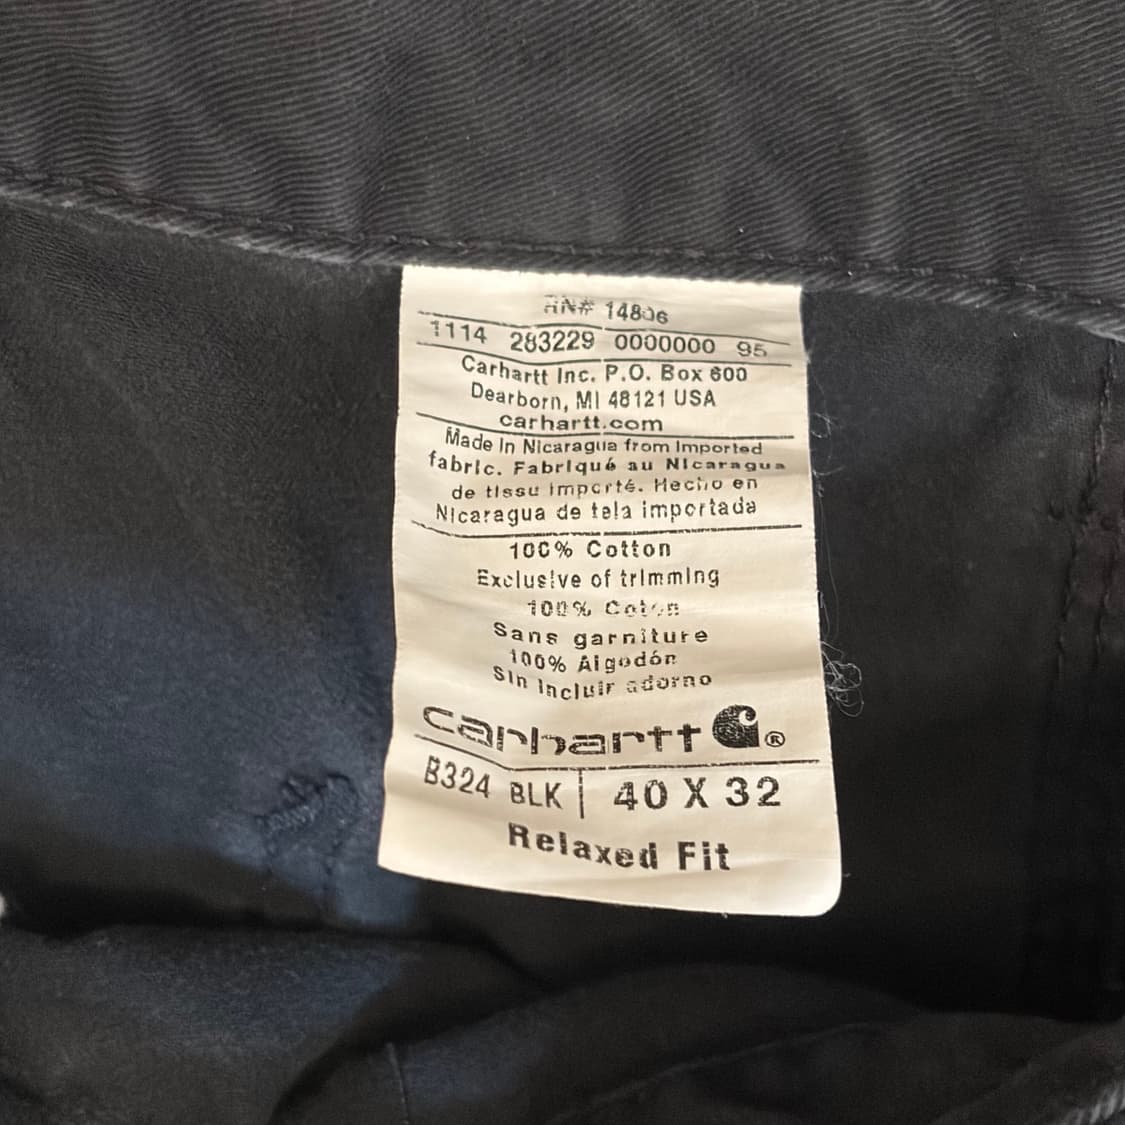 RN# 14806
1114 283229 0000000 95
Carhartt Inc. P.O. Box 600
Dearborn, MI 48121 USA
carhartt.com
Made In Nicaragua from Imported
fabric. Fabriqué au Nicaragua
de tissu importé. Hecho en
Nicaragua de tela importada
100% Cotton
Exclusive of trimming
100% Coton
Sans garniture
100% Algodón
Sin incluir adorno
carhartt ®
B324 BLK | 40 X 32
Relaxed Fit